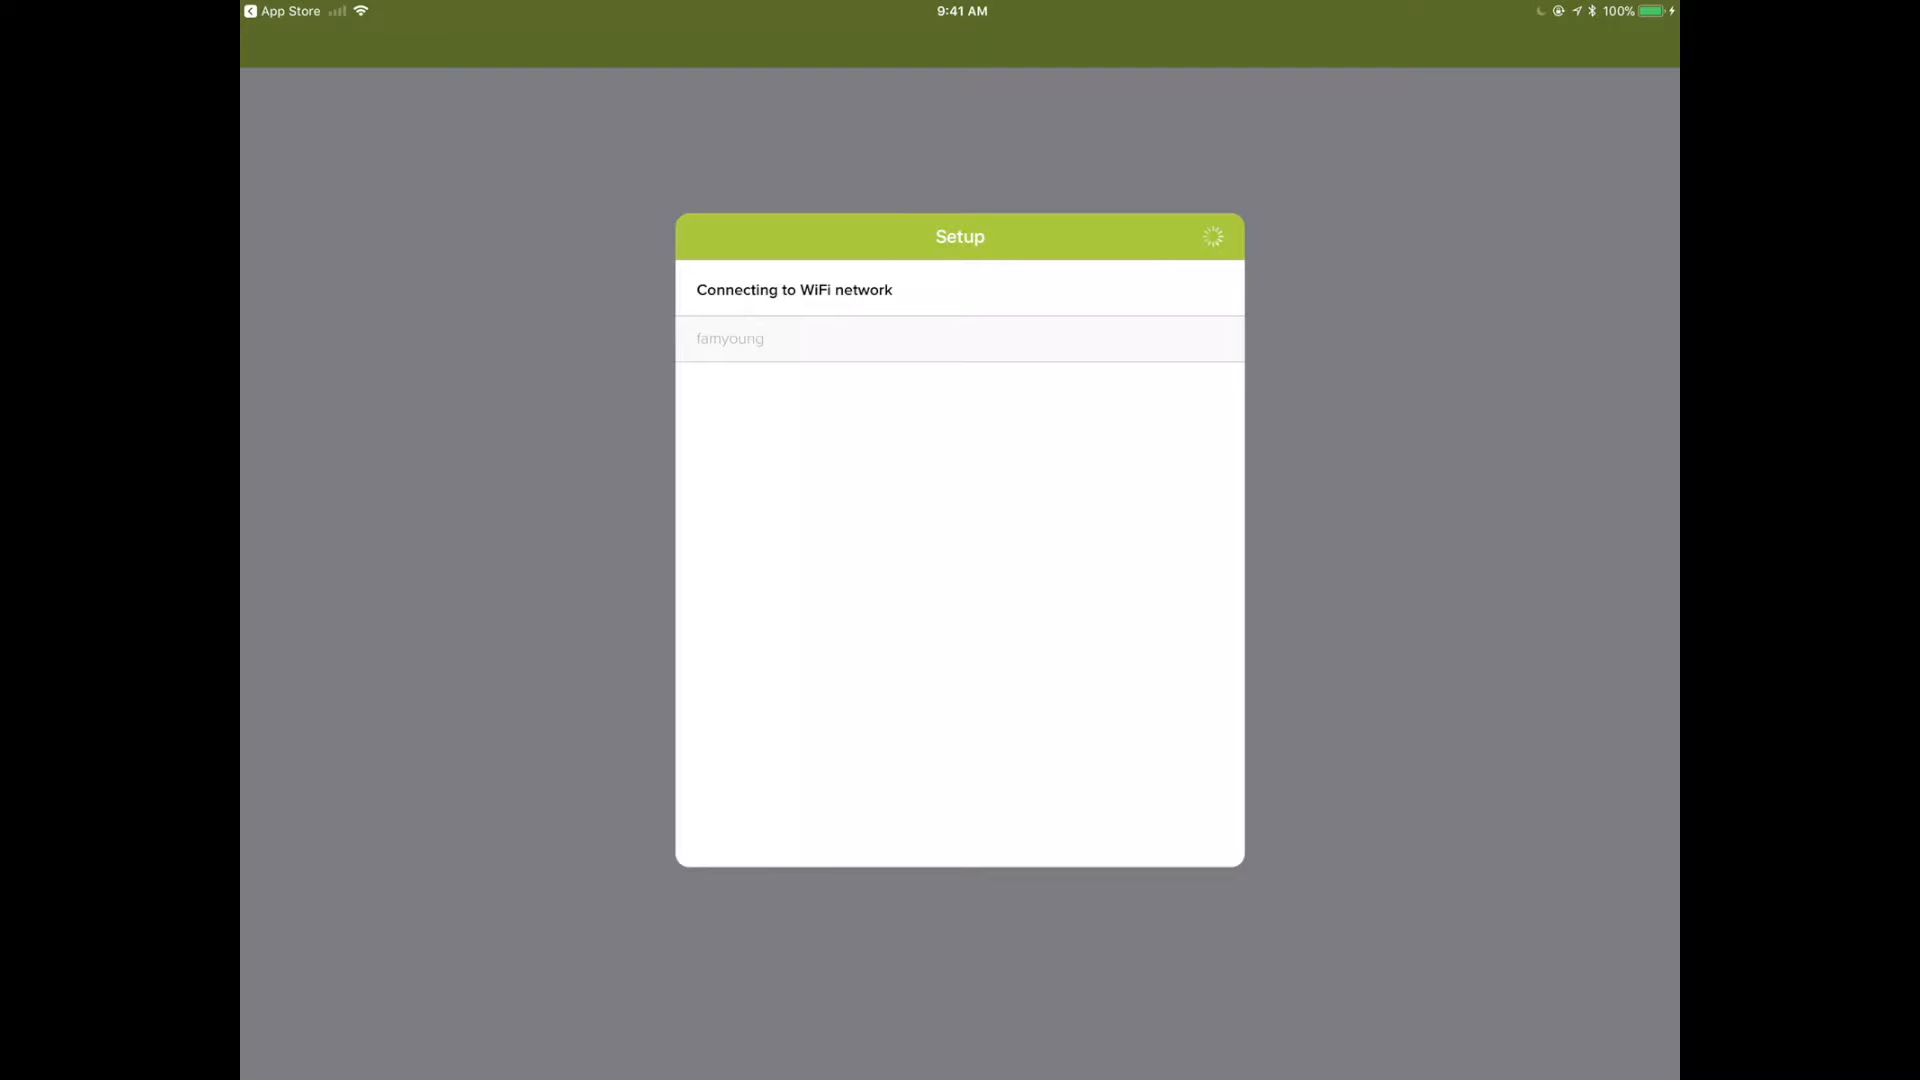 App Store
9:41 AM
100%
Setup
Connecting to WiFi network
famyoung